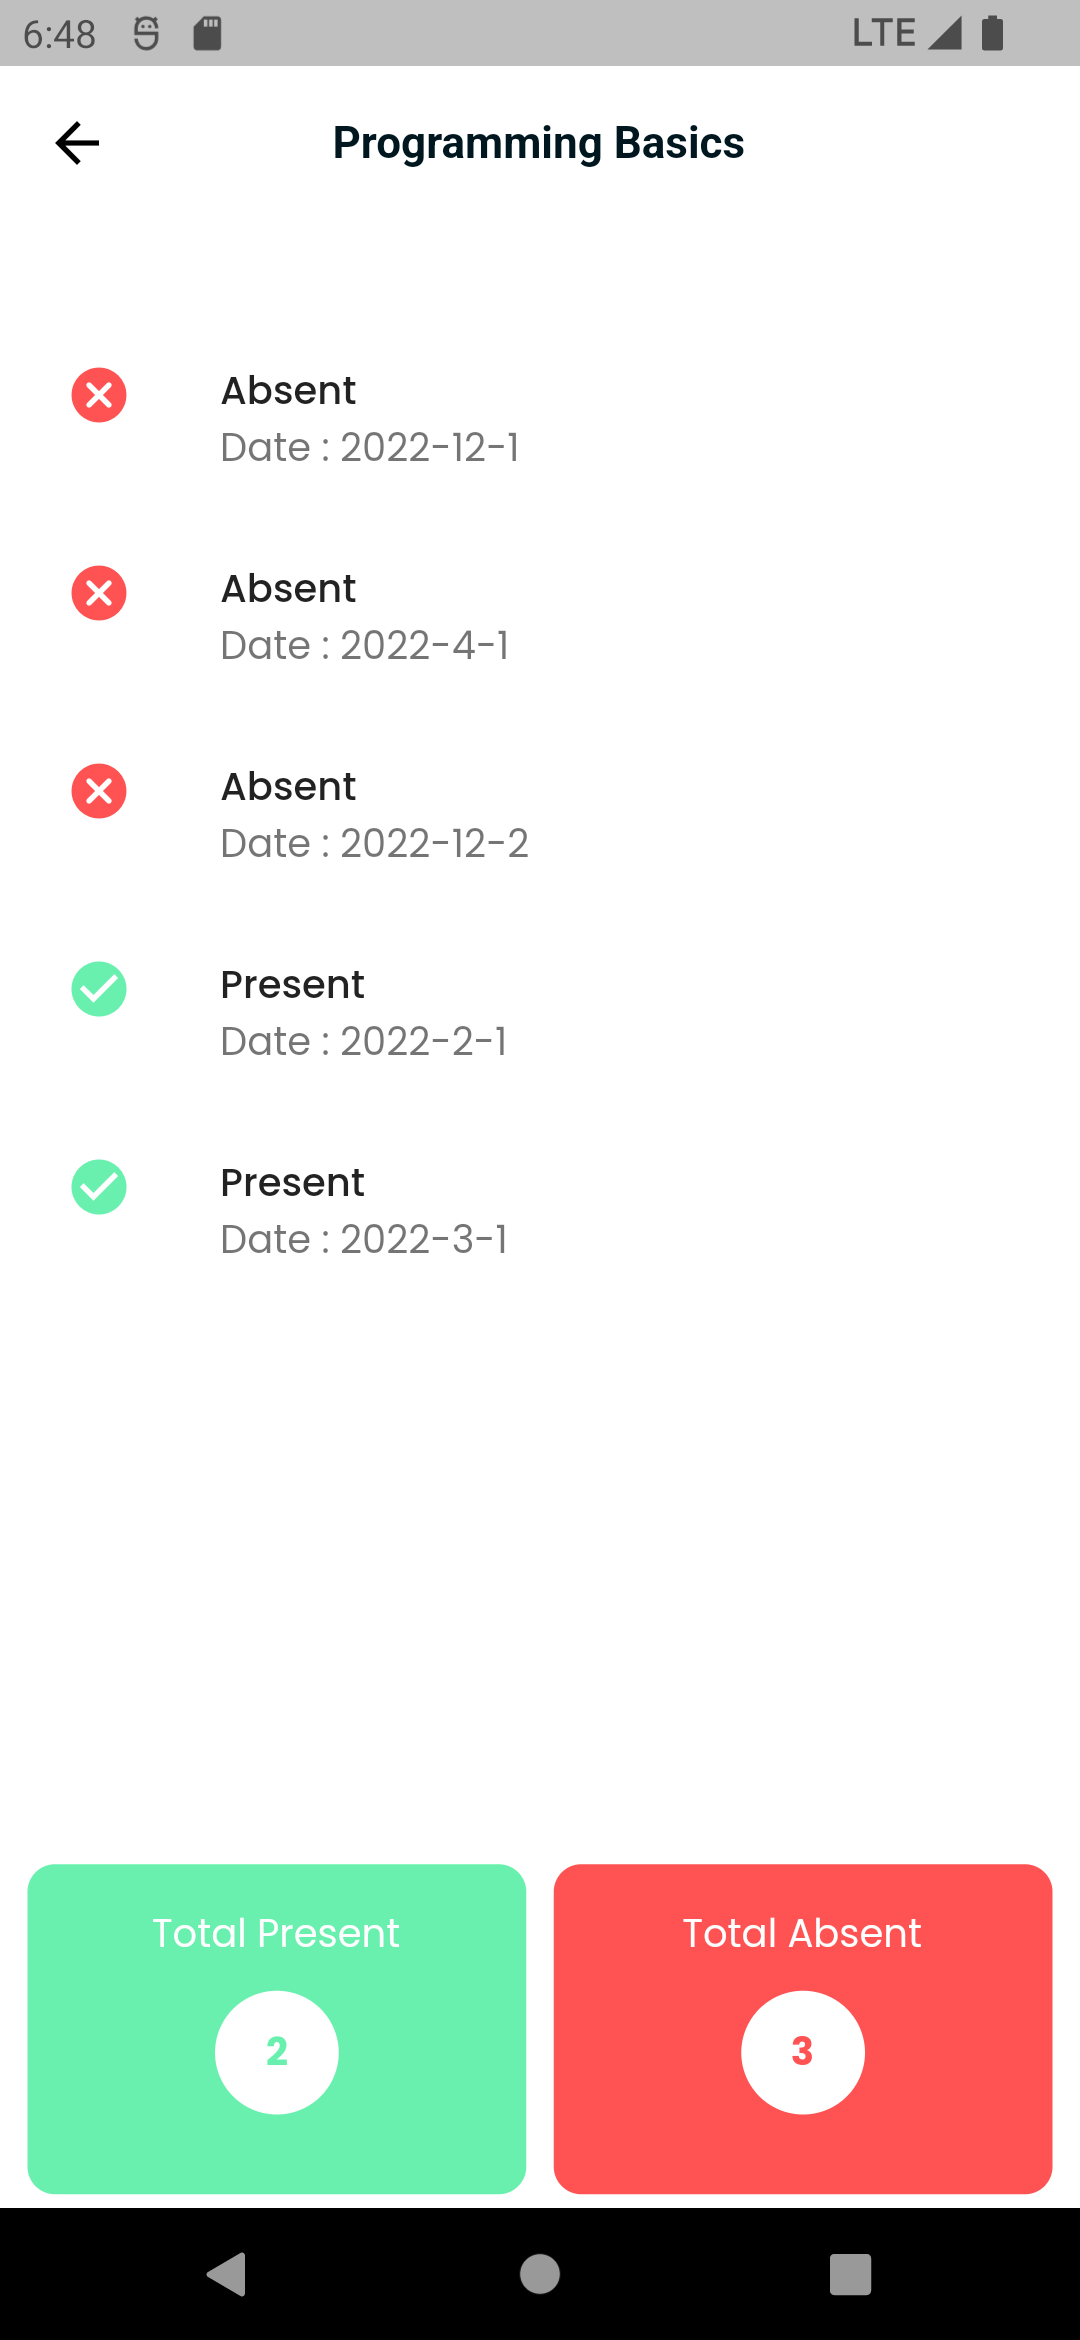 6:48
LTE
Programming Basics
Absent
Date : 2022-12-1
Absent
Date : 2022-4-1
Absent
Date : 2022-12-2
Present
Date : 2022-2-1
Present
Date : 2022-3-1
Total Present
2
Total Absent
3